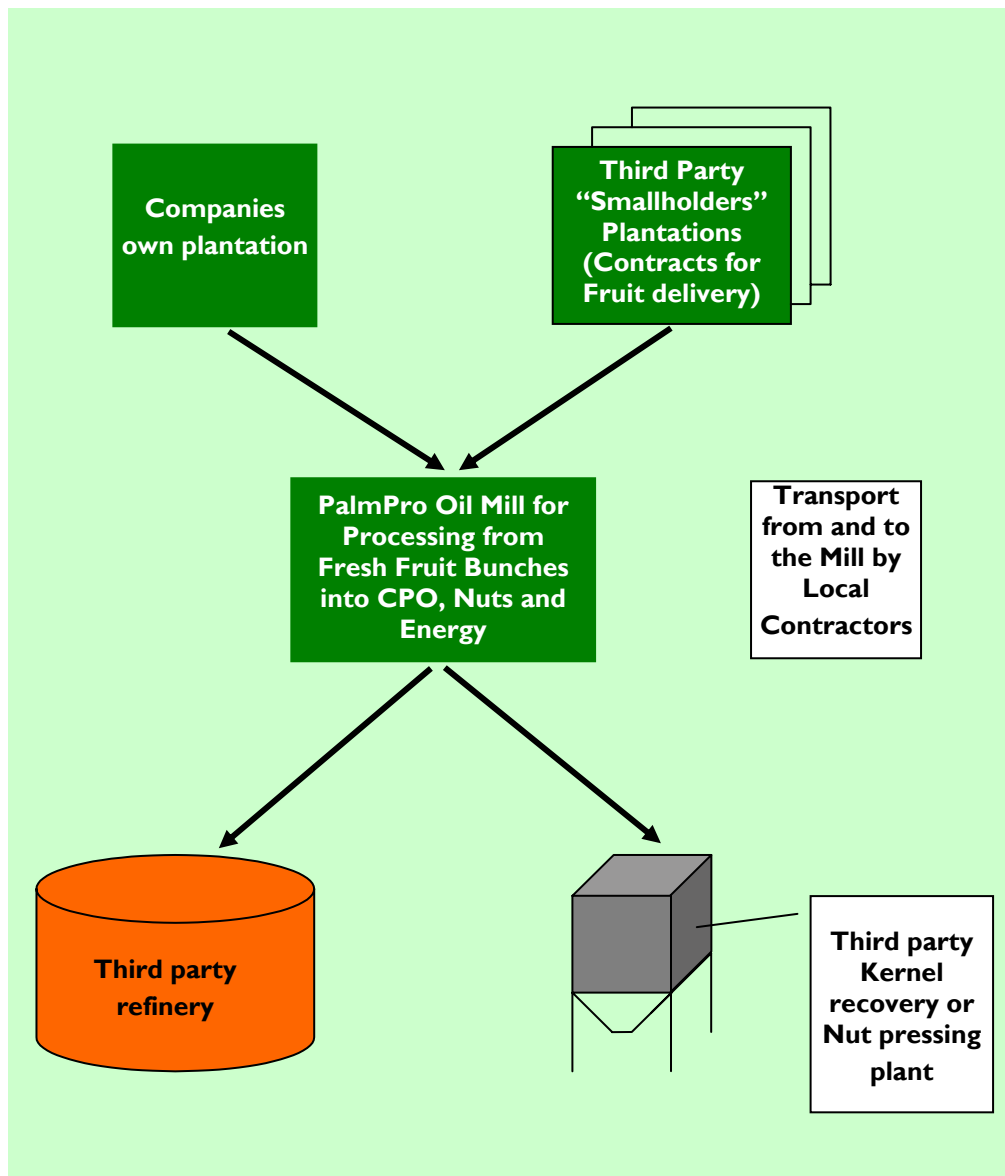 Companies
own plantation
Third Party
“Smallholders”
Plantations
(Contracts for
Fruit delivery)
PalmPro Oil Mill for
Processing from
Fresh Fruit Bunches
into CPO, Nuts and
Energy
Transport
from and to
the Mill by
Local
Contractors
Third party
refinery
Third party
Kernel
recovery or
Nut pressing
plant